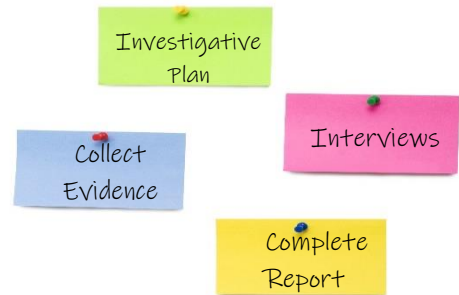 Investigative
Plan
Interviews
Collect
Evidence
Complete
Report